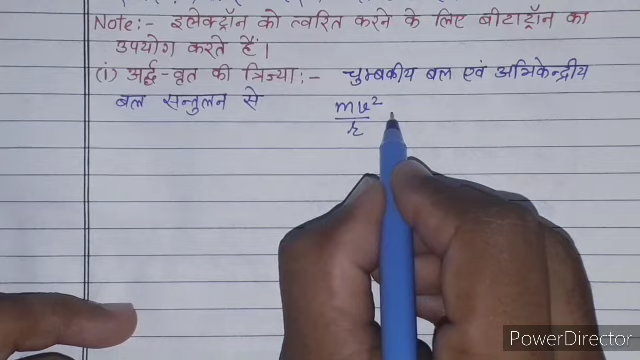 Note:- इलेक्ट्रॉन को त्वरित करने के लिए बीटाट्रॉन का
उपयोग करते हैं।
(i) अर्द्ध-वृत की त्रिज्या:- चुम्बकीय बल एवं अभिकेन्द्रीय
बल सन्तुलन से
mv²
r
PowerDirector